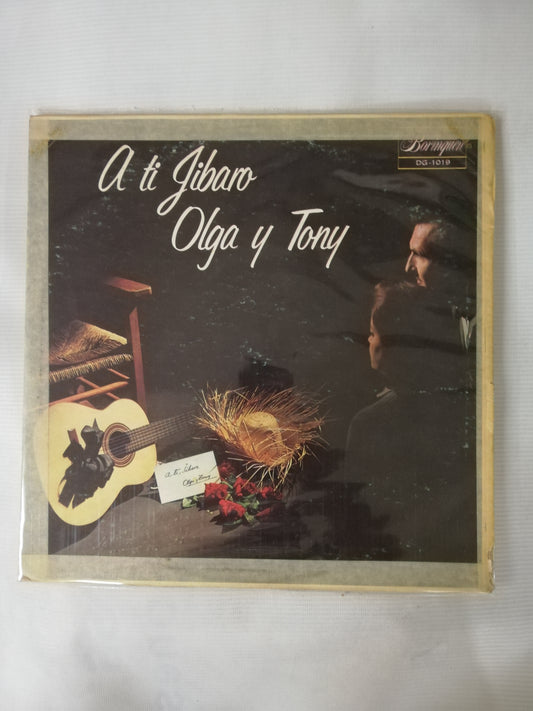 Borinquen
DG-1019
A ti Jibaro
Olga y Tony
a ti, Jibaro
Olga y Tony